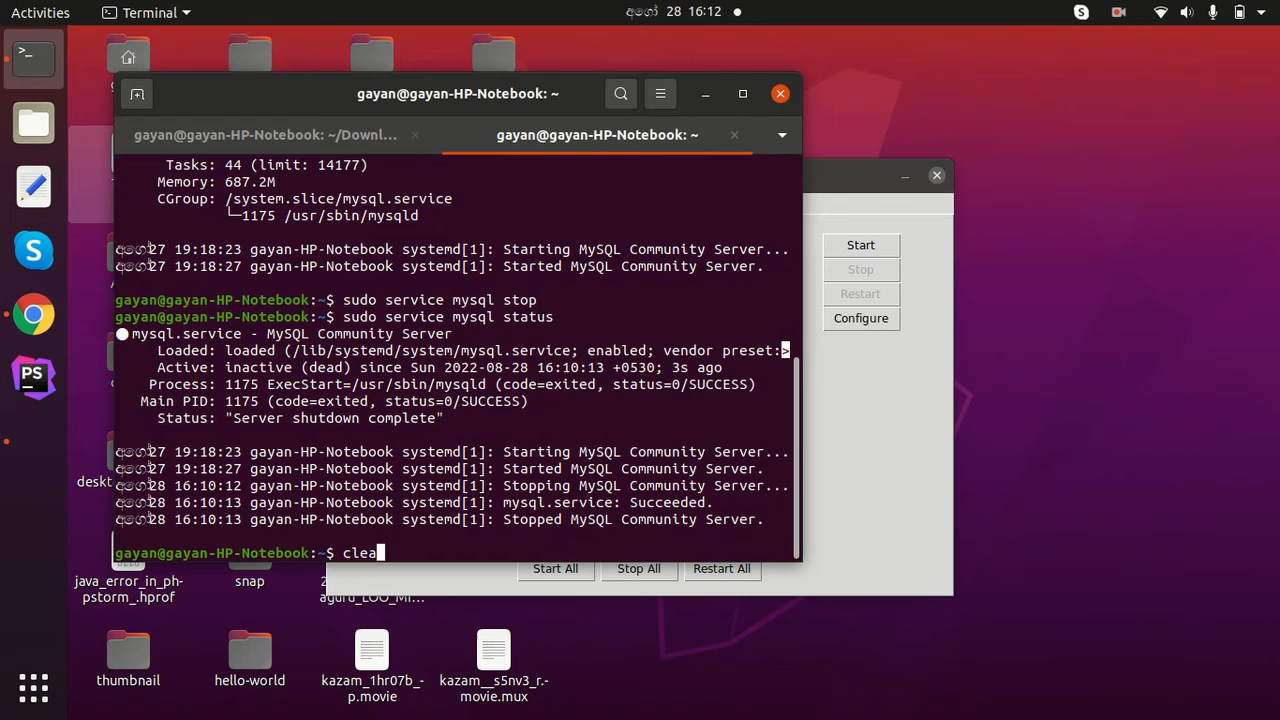 Activities
Terminal
අගෝ 28 16:12
gayan@gayan-HP-Notebook: ~
gayan@gayan-HP-Notebook: ~/Downl...
gayan@gayan-HP-Notebook: ~
Tasks: 44 (limit: 14177)
Memory: 687.2M
CGroup: /system.slice/mysql.service
└─1175 /usr/sbin/mysqld
අගෝ 27 19:18:23 gayan-HP-Notebook systemd[1]: Starting MySQL Community Server...
අගෝ 27 19:18:27 gayan-HP-Notebook systemd[1]: Started MySQL Community Server.
gayan@gayan-HP-Notebook:~$ sudo service mysql stop
gayan@gayan-HP-Notebook:~$ sudo service mysql status
● mysql.service - MySQL Community Server
Loaded: loaded (/lib/systemd/system/mysql.service; enabled; vendor preset:>
Active: inactive (dead) since Sun 2022-08-28 16:10:13 +0530; 3s ago
Process: 1175 ExecStart=/usr/sbin/mysqld (code=exited, status=0/SUCCESS)
Main PID: 1175 (code=exited, status=0/SUCCESS)
Status: "Server shutdown complete"
අගෝ 27 19:18:23 gayan-HP-Notebook systemd[1]: Starting MySQL Community Server...
අගෝ 27 19:18:27 gayan-HP-Notebook systemd[1]: Started MySQL Community Server.
අගෝ 28 16:10:12 gayan-HP-Notebook systemd[1]: Stopping MySQL Community Server...
අගෝ 28 16:10:13 gayan-HP-Notebook systemd[1]: mysql.service: Succeeded.
අගෝ 28 16:10:13 gayan-HP-Notebook systemd[1]: Stopped MySQL Community Server.
gayan@gayan-HP-Notebook:~$ clea
Start
Stop
Restart
Configure
Start All
Stop All
Restart All
deskt
java_error_in_ph-
pstorm_.hprof
snap
thumbnail
hello-world
kazam_1hr07b_-
p.movie
kazam__s5nv3_r.-
movie.mux
PS